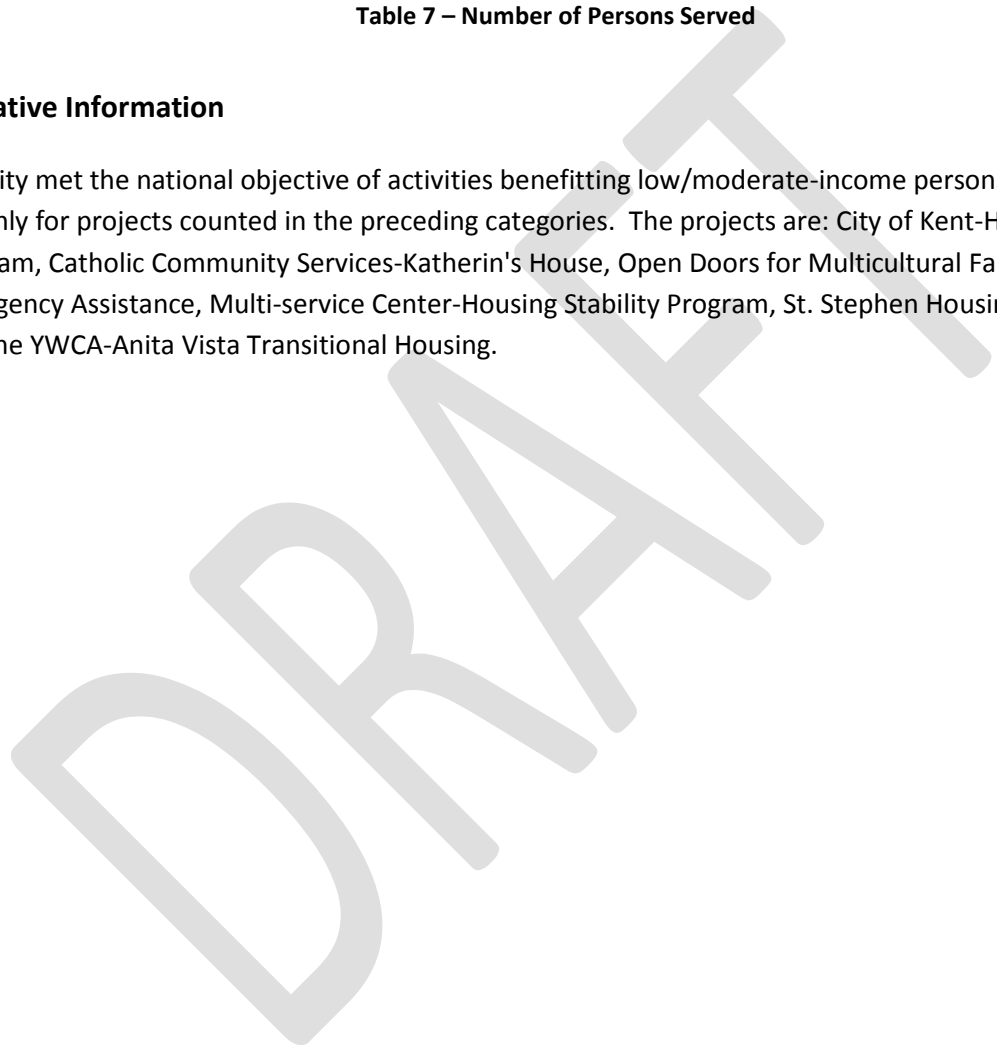 Table 7 – Number of Persons Served
ative Information
ity met the national objective of activities benefitting low/moderate-income person
nly for projects counted in the preceding categories. The projects are: City of Kent-H
am, Catholic Community Services-Katherin's House, Open Doors for Multicultural Fa
gency Assistance, Multi-service Center-Housing Stability Program, St. Stephen Housin
ne YWCA-Anita Vista Transitional Housing.
DRAFT